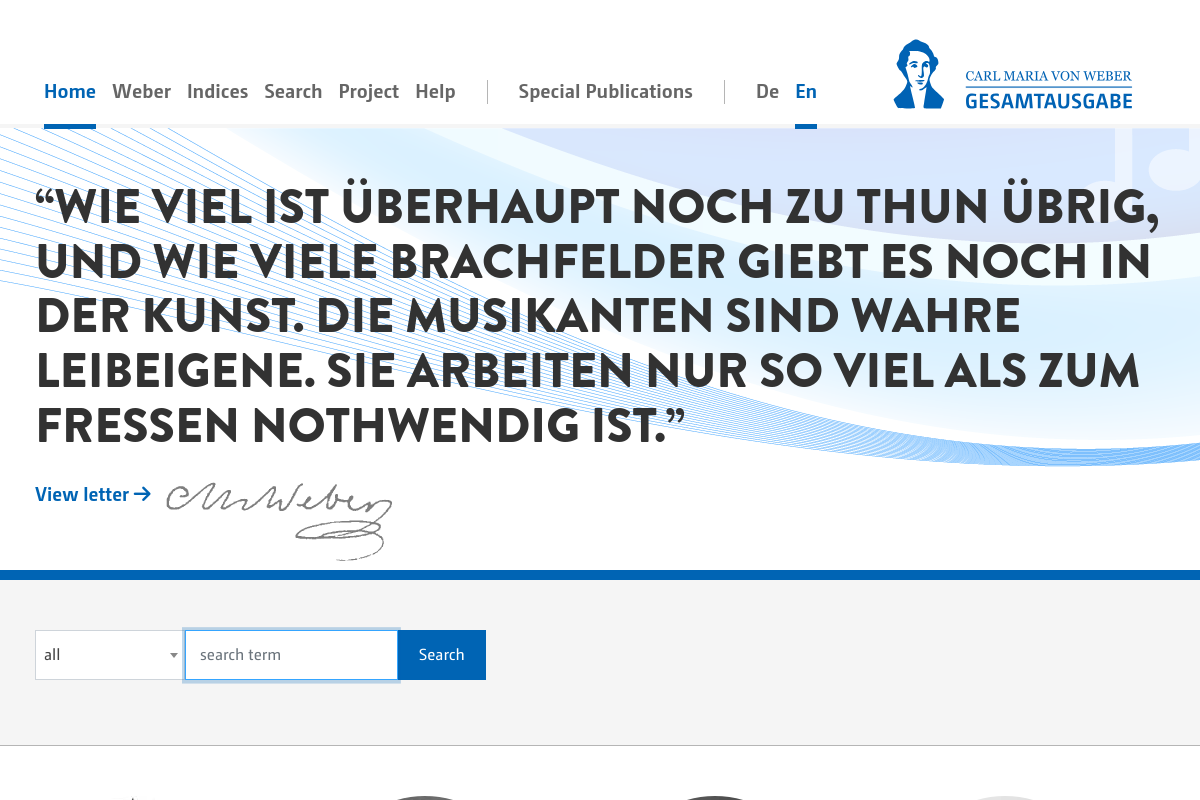 Home Weber Indices Search Project Help Special Publications De En
CARL MARIA VON WEBER
GESAMTAUSGABE
“WIE VIEL IST ÜBERHAUPT NOCH ZU THUN ÜBRIG,
UND WIE VIELE BRACHFELDER GIEBT ES NOCH IN
DER KUNST. DIE MUSIKANTEN SIND WAHRE
LEIBEIGENE. SIE ARBEITEN NUR SO VIEL ALS ZUM
FRESSEN NOTHWENDIG IST.”
View letter → CMvWeber
all search term Search